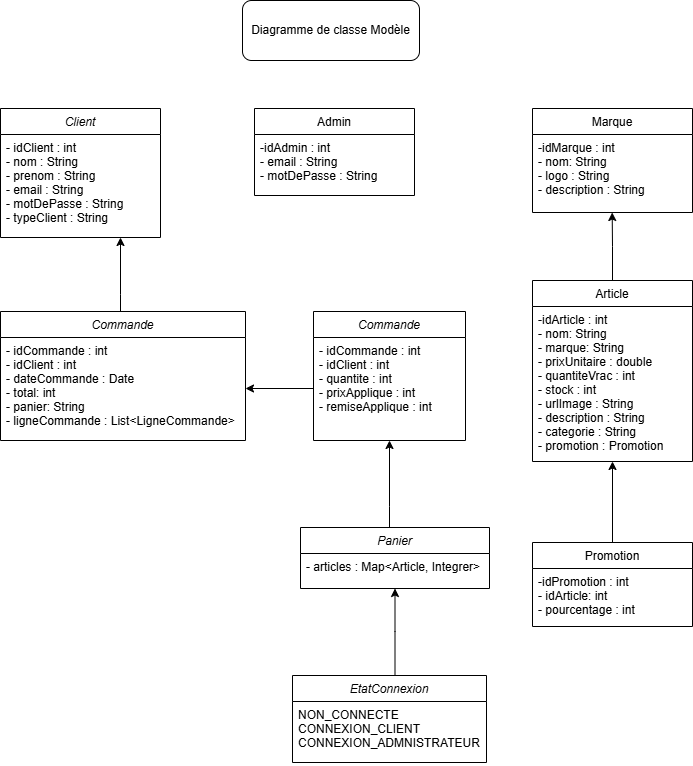 Diagramme de classe Modèle
Client
- idClient : int
- nom : String
- prenom : String
- email : String
- motDePasse : String
- typeClient : String
Admin
-idAdmin : int
- email : String
- motDePasse : String
Marque
-idMarque : int
- nom: String
- logo : String
- description : String
Commande
- idCommande : int
- idClient : int
- dateCommande : Date
- total: int
- panier: String
- ligneCommande : List<LigneCommande>
Commande
- idCommande : int
- idClient : int
- quantite : int
- prixApplique : int
- remiseApplique : int
Article
-idArticle : int
- nom: String
- marque: String
- prixUnitaire : double
- quantiteVrac : int
- stock : int
- urlImage : String
- description : String
- categorie : String
- promotion : Promotion
Panier
- articles : Map<Article, Integrer>
Promotion
-idPromotion : int
- idArticle: int
- pourcentage : int
EtatConnexion
NON_CONNECTE
CONNEXION_CLIENT
CONNEXION_ADMNISTRATEUR